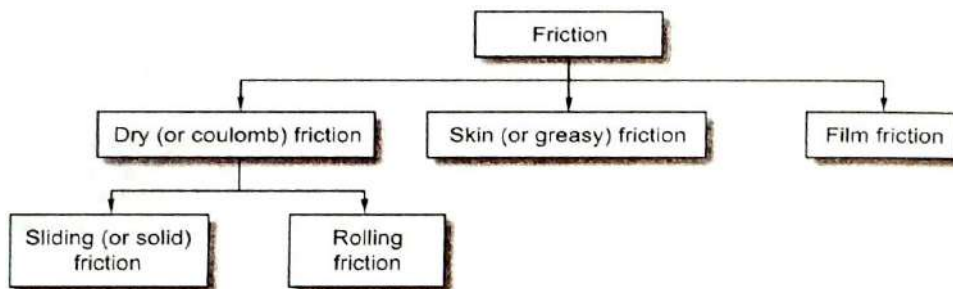 Friction
Dry (or coulomb) friction
Skin (or greasy) friction
Film friction
Sliding (or solid)
friction
Rolling
friction